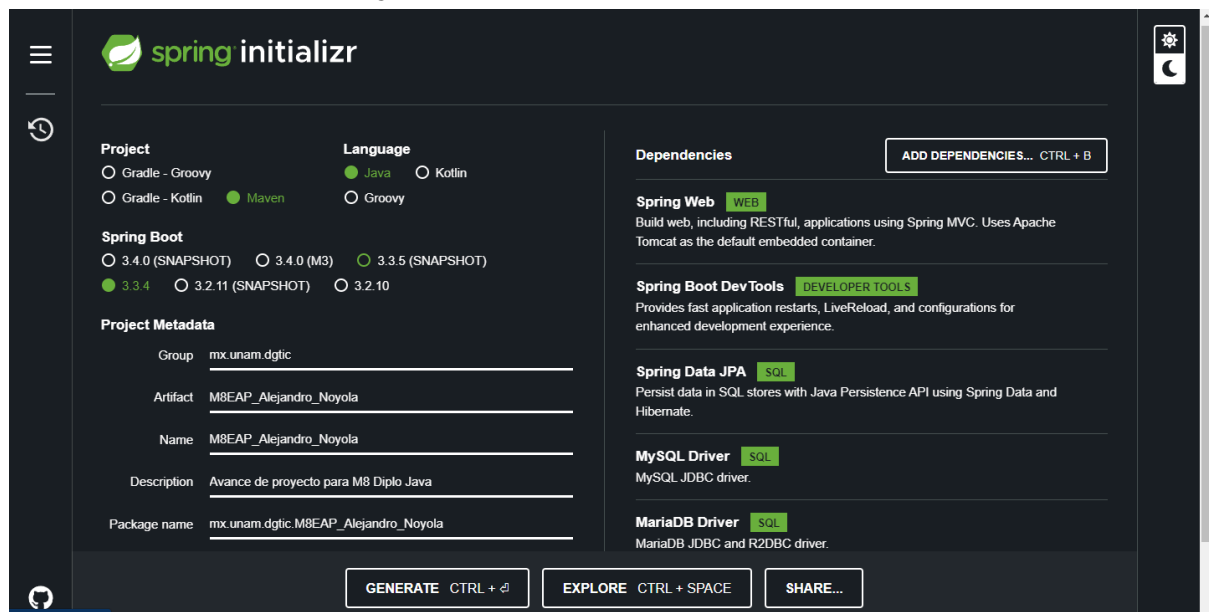 spring initializr
Project
Gradle - Groovy
Gradle - Kotlin Maven
Language
Java Kotlin
Groovy
Spring Boot
3.4.0 (SNAPSHOT) 3.4.0 (M3) 3.3.5 (SNAPSHOT)
3.3.4 3.2.11 (SNAPSHOT) 3.2.10
Project Metadata
Group mx.unam.dgtic
Artifact M8EAP_Alejandro_Noyola
Name M8EAP_Alejandro_Noyola
Description Avance de proyecto para M8 Diplo Java
Package name mx.unam.dgtic.M8EAP_Alejandro_Noyola
Dependencies ADD DEPENDENCIES... CTRL + B
Spring Web WEB
Build web, including RESTful, applications using Spring MVC. Uses Apache
Tomcat as the default embedded container.
Spring Boot DevTools DEVELOPER TOOLS
Provides fast application restarts, LiveReload, and configurations for
enhanced development experience.
Spring Data JPA SQL
Persist data in SQL stores with Java Persistence API using Spring Data and
Hibernate.
MySQL Driver SQL
MySQL JDBC driver.
MariaDB Driver SQL
MariaDB JDBC and R2DBC driver.
GENERATE CTRL + ⏎ EXPLORE CTRL + SPACE SHARE...